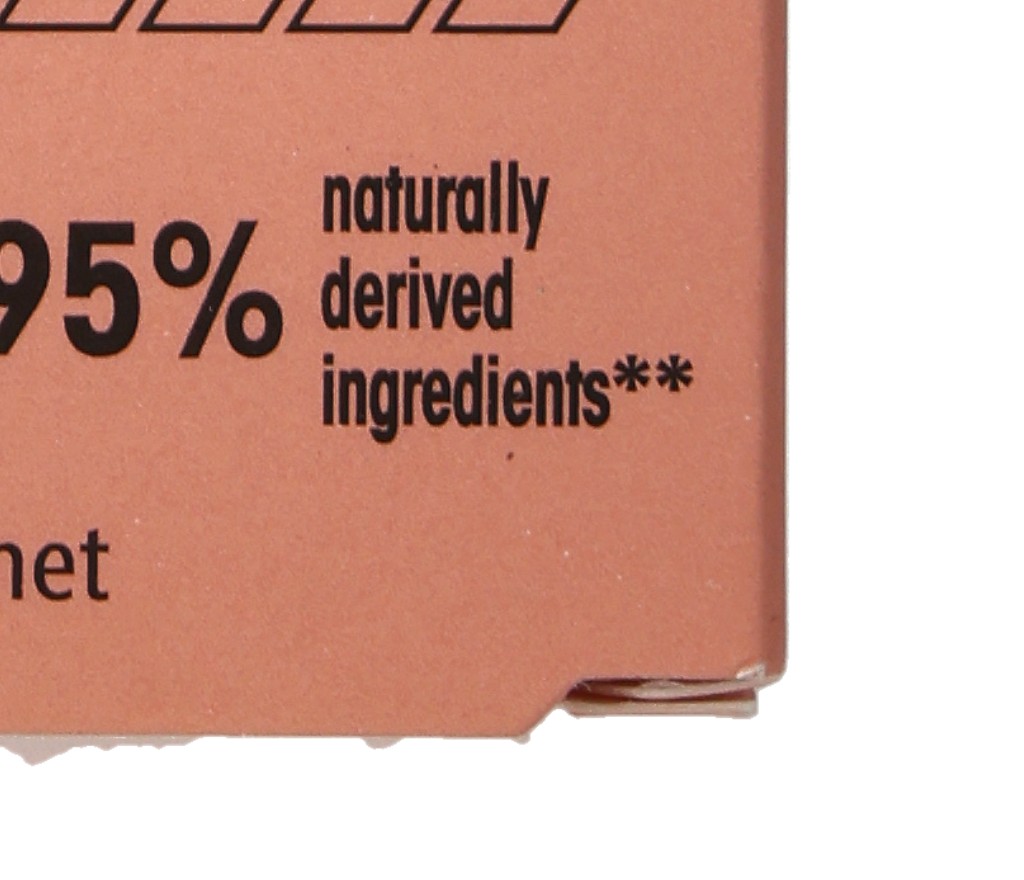 95%
naturally
derived
ingredients**
net